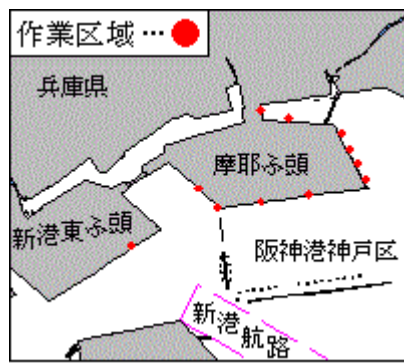 作業区域…●
兵庫県
摩耶ふ頭
新港東ふ頭
阪神港神戸区
新港航路